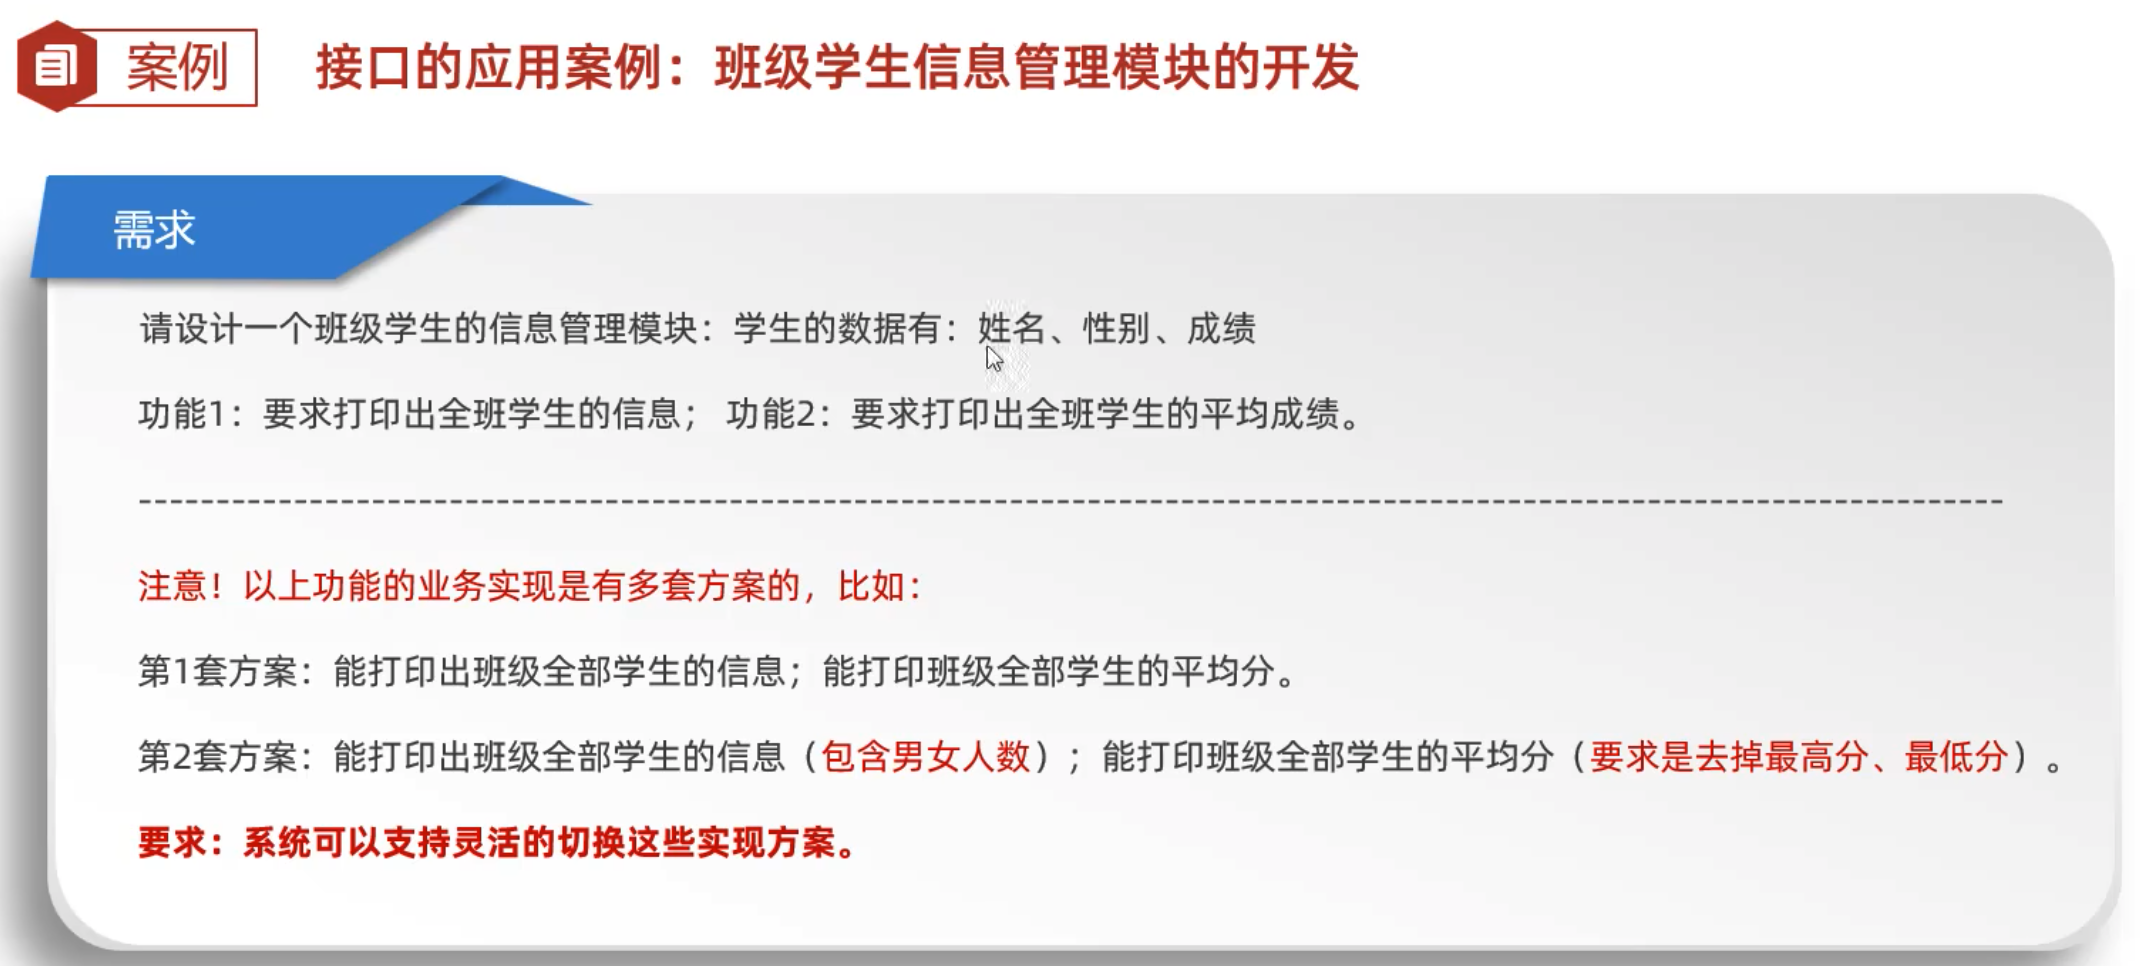 案例
接口的应用案例：班级学生信息管理模块的开发
需求
请设计一个班级学生的信息管理模块：学生的数据有：姓名、性别、成绩
功能1：要求打印出全班学生的信息； 功能2：要求打印出全班学生的平均成绩。
注意！以上功能的业务实现是有多套方案的，比如：
第1套方案：能打印出班级全部学生的信息；能打印班级全部学生的平均分。
第2套方案：能打印出班级全部学生的信息（包含男女人数）；能打印班级全部学生的平均分（要求是去掉最高分、最低分）。
要求：系统可以支持灵活的切换这些实现方案。